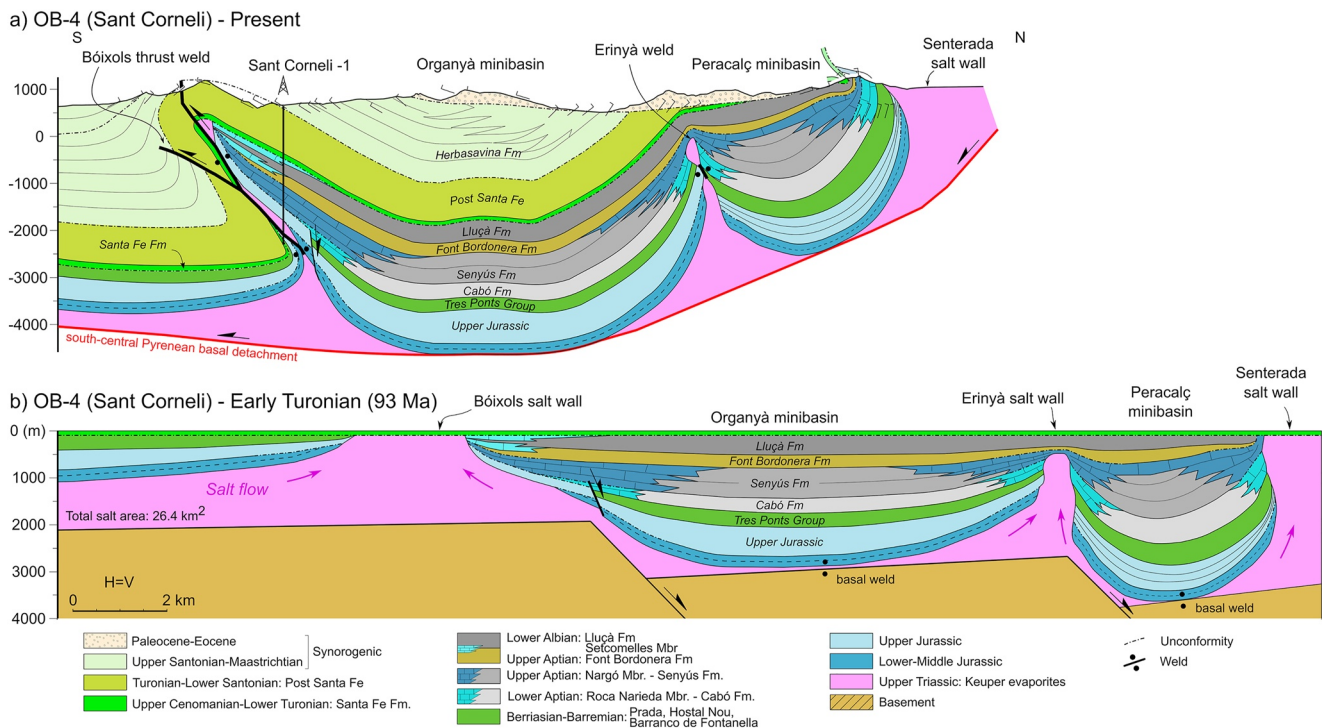 a) OB-4 (Sant Corneli) - Present
S
N
Bóixols thrust weld
Sant Corneli -1
Organyà minibasin
Erinyà weld
Peracalç minibasin
Senterada
salt wall
1000
0
-1000
-2000
-3000
-4000
Herbasavina Fm
Post Santa Fe
Lluçà Fm
Font Bordonera Fm
Senyús Fm
Cabó Fm
Tres Ponts Group
Upper Jurassic
Santa Fe Fm
south-central Pyrenean basal detachment
b) OB-4 (Sant Corneli) - Early Turonian (93 Ma)
Bóixols salt wall
Organyà minibasin
Erinyà salt wall
Peracalç
minibasin
Senterada
salt wall
0 (m)
1000
2000
3000
4000
Lluçà Fm
Font Bordonera Fm
Senyús Fm
Cabó Fm
Tres Ponts Group
Upper Jurassic
Salt flow
Total salt area: 26.4 km2
basal weld
basal weld
H=V
0 2 km
Paleocene-Eocene
Upper Santonian-Maastrichtian
Synorogenic
Turonian-Lower Santonian: Post Santa Fe
Upper Cenomanian-Lower Turonian: Santa Fe Fm.
Lower Albian: Lluçà Fm
Setcomelles Mbr
Upper Aptian: Font Bordonera Fm
Upper Aptian: Nargó Mbr. - Senyús Fm.
Lower Aptian: Roca Narieda Mbr. - Cabó Fm.
Berriasian-Barremian: Prada, Hostal Nou,
Barranco de Fontanella
Upper Jurassic
Lower-Middle Jurassic
Upper Triassic: Keuper evaporites
Basement
Unconformity
Weld